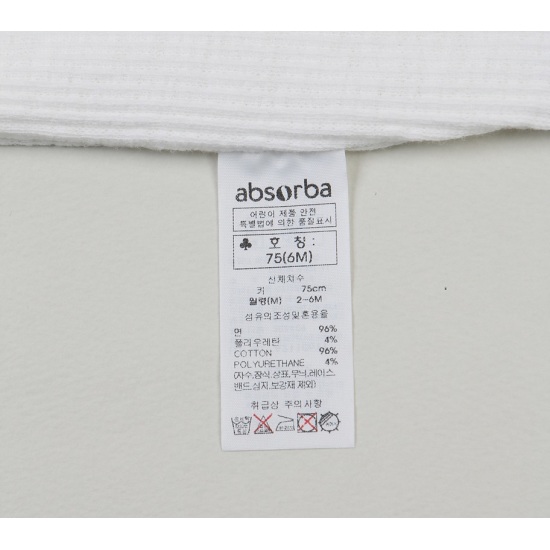 absorba
어린이 제품 안전
특별법에 의한 품질표시
♣ 호 칭 :
75(6M)
신체치수
키 75cm
월령(M) 2-6M
섬유의조성및혼용율
면 96%
폴리우레탄 4%
COTTON 96%
POLYURETHANE 4%
(자수,장식,상표,무늬,레이스,
밴드 심지,보강재 제외)
취급상 주의사항